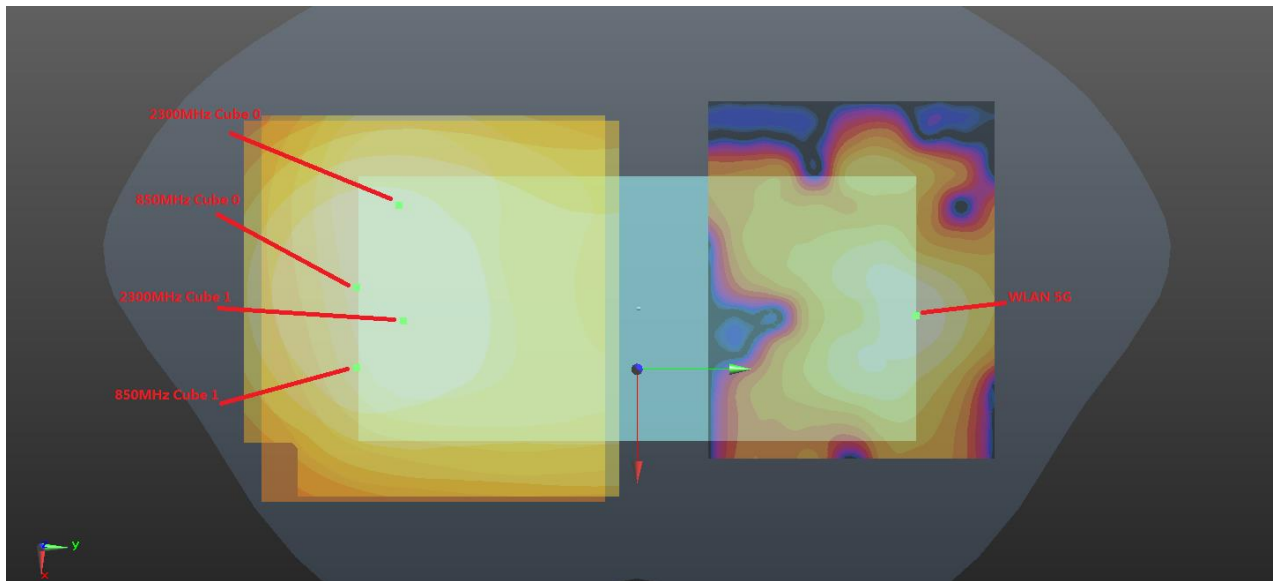 2300MHz Cube 0
850MHz Cube 0
2300MHz Cube 1
WLAN 5G
850MHz Cube 1
y
x